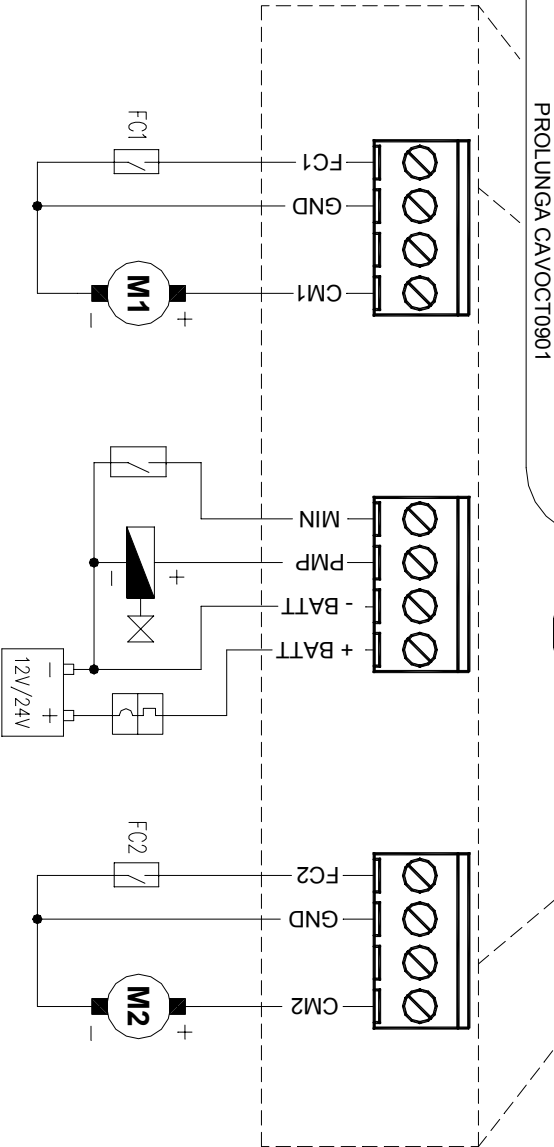 PROLUNGA CAVOCT0901
FC1
FC1
GND
CM1
M1
+
-
MIN
PMP
- BATT
+ BATT
+
-
12V/24V
-
+
FC2
FC2
GND
CM2
M2
+
-